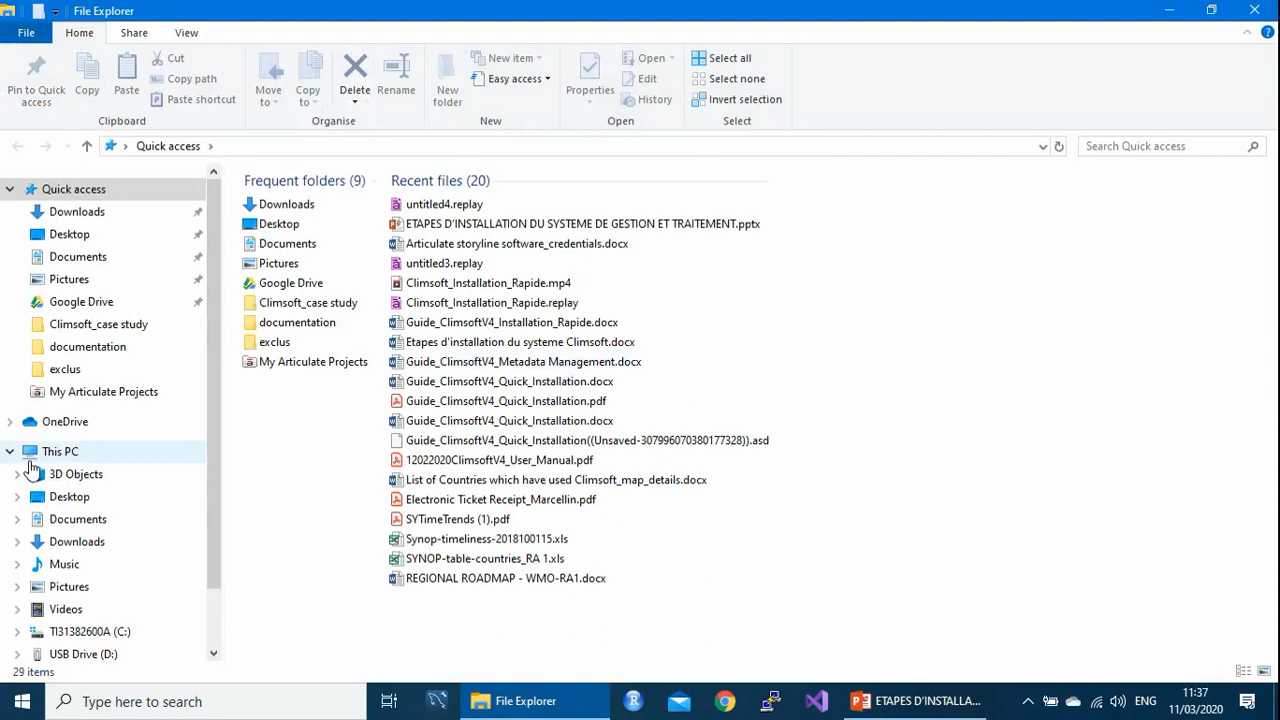 File Explorer
File Home Share View
Pin to Quick access
Copy
Paste
Cut
Copy path
Paste shortcut
Clipboard
Move to
Copy to
Delete
Rename
Organise
New folder
New item
Easy access
New
Properties
Open
Edit
History
Open
Select all
Select none
Invert selection
Select
Quick access
Search Quick access
Quick access
Downloads
Desktop
Documents
Pictures
Google Drive
Climsoft_case study
documentation
exclus
My Articulate Projects
OneDrive
This PC
3D Objects
Desktop
Documents
Downloads
Music
Pictures
Videos
TI31382600A (C:)
USB Drive (D:)
Frequent folders (9)
Downloads
Desktop
Documents
Pictures
Google Drive
Climsoft_case study
documentation
exclus
My Articulate Projects
Recent files (20)
untitled4.replay
ETAPES D'INSTALLATION DU SYSTEME DE GESTION ET TRAITEMENT.pptx
Articulate storyline software_credentials.docx
untitled3.replay
Climsoft_Installation_Rapide.mp4
Climsoft_Installation_Rapide.replay
Guide_ClimsoftV4_Installation_Rapide.docx
Etapes d'installation du systeme Climsoft.docx
Guide_ClimsoftV4_Metadata Management.docx
Guide_ClimsoftV4_Quick_Installation.docx
Guide_ClimsoftV4_Quick_Installation.pdf
Guide_ClimsoftV4_Quick_Installation.docx
Guide_ClimsoftV4_Quick_Installation((Unsaved-307996070380177328)).asd
12022020ClimsoftV4_User_Manual.pdf
List of Countries which have used Climsoft_map_details.docx
Electronic Ticket Receipt_Marcellin.pdf
SYTimeTrends (1).pdf
Synop-timeliness-2018100115.xls
SYNOP-table-countries_RA 1.xls
REGIONAL ROADMAP - WMO-RA1.docx
29 items
Type here to search
File Explorer
ETAPES D'INSTALLA...
ENG
11:37
11/03/2020